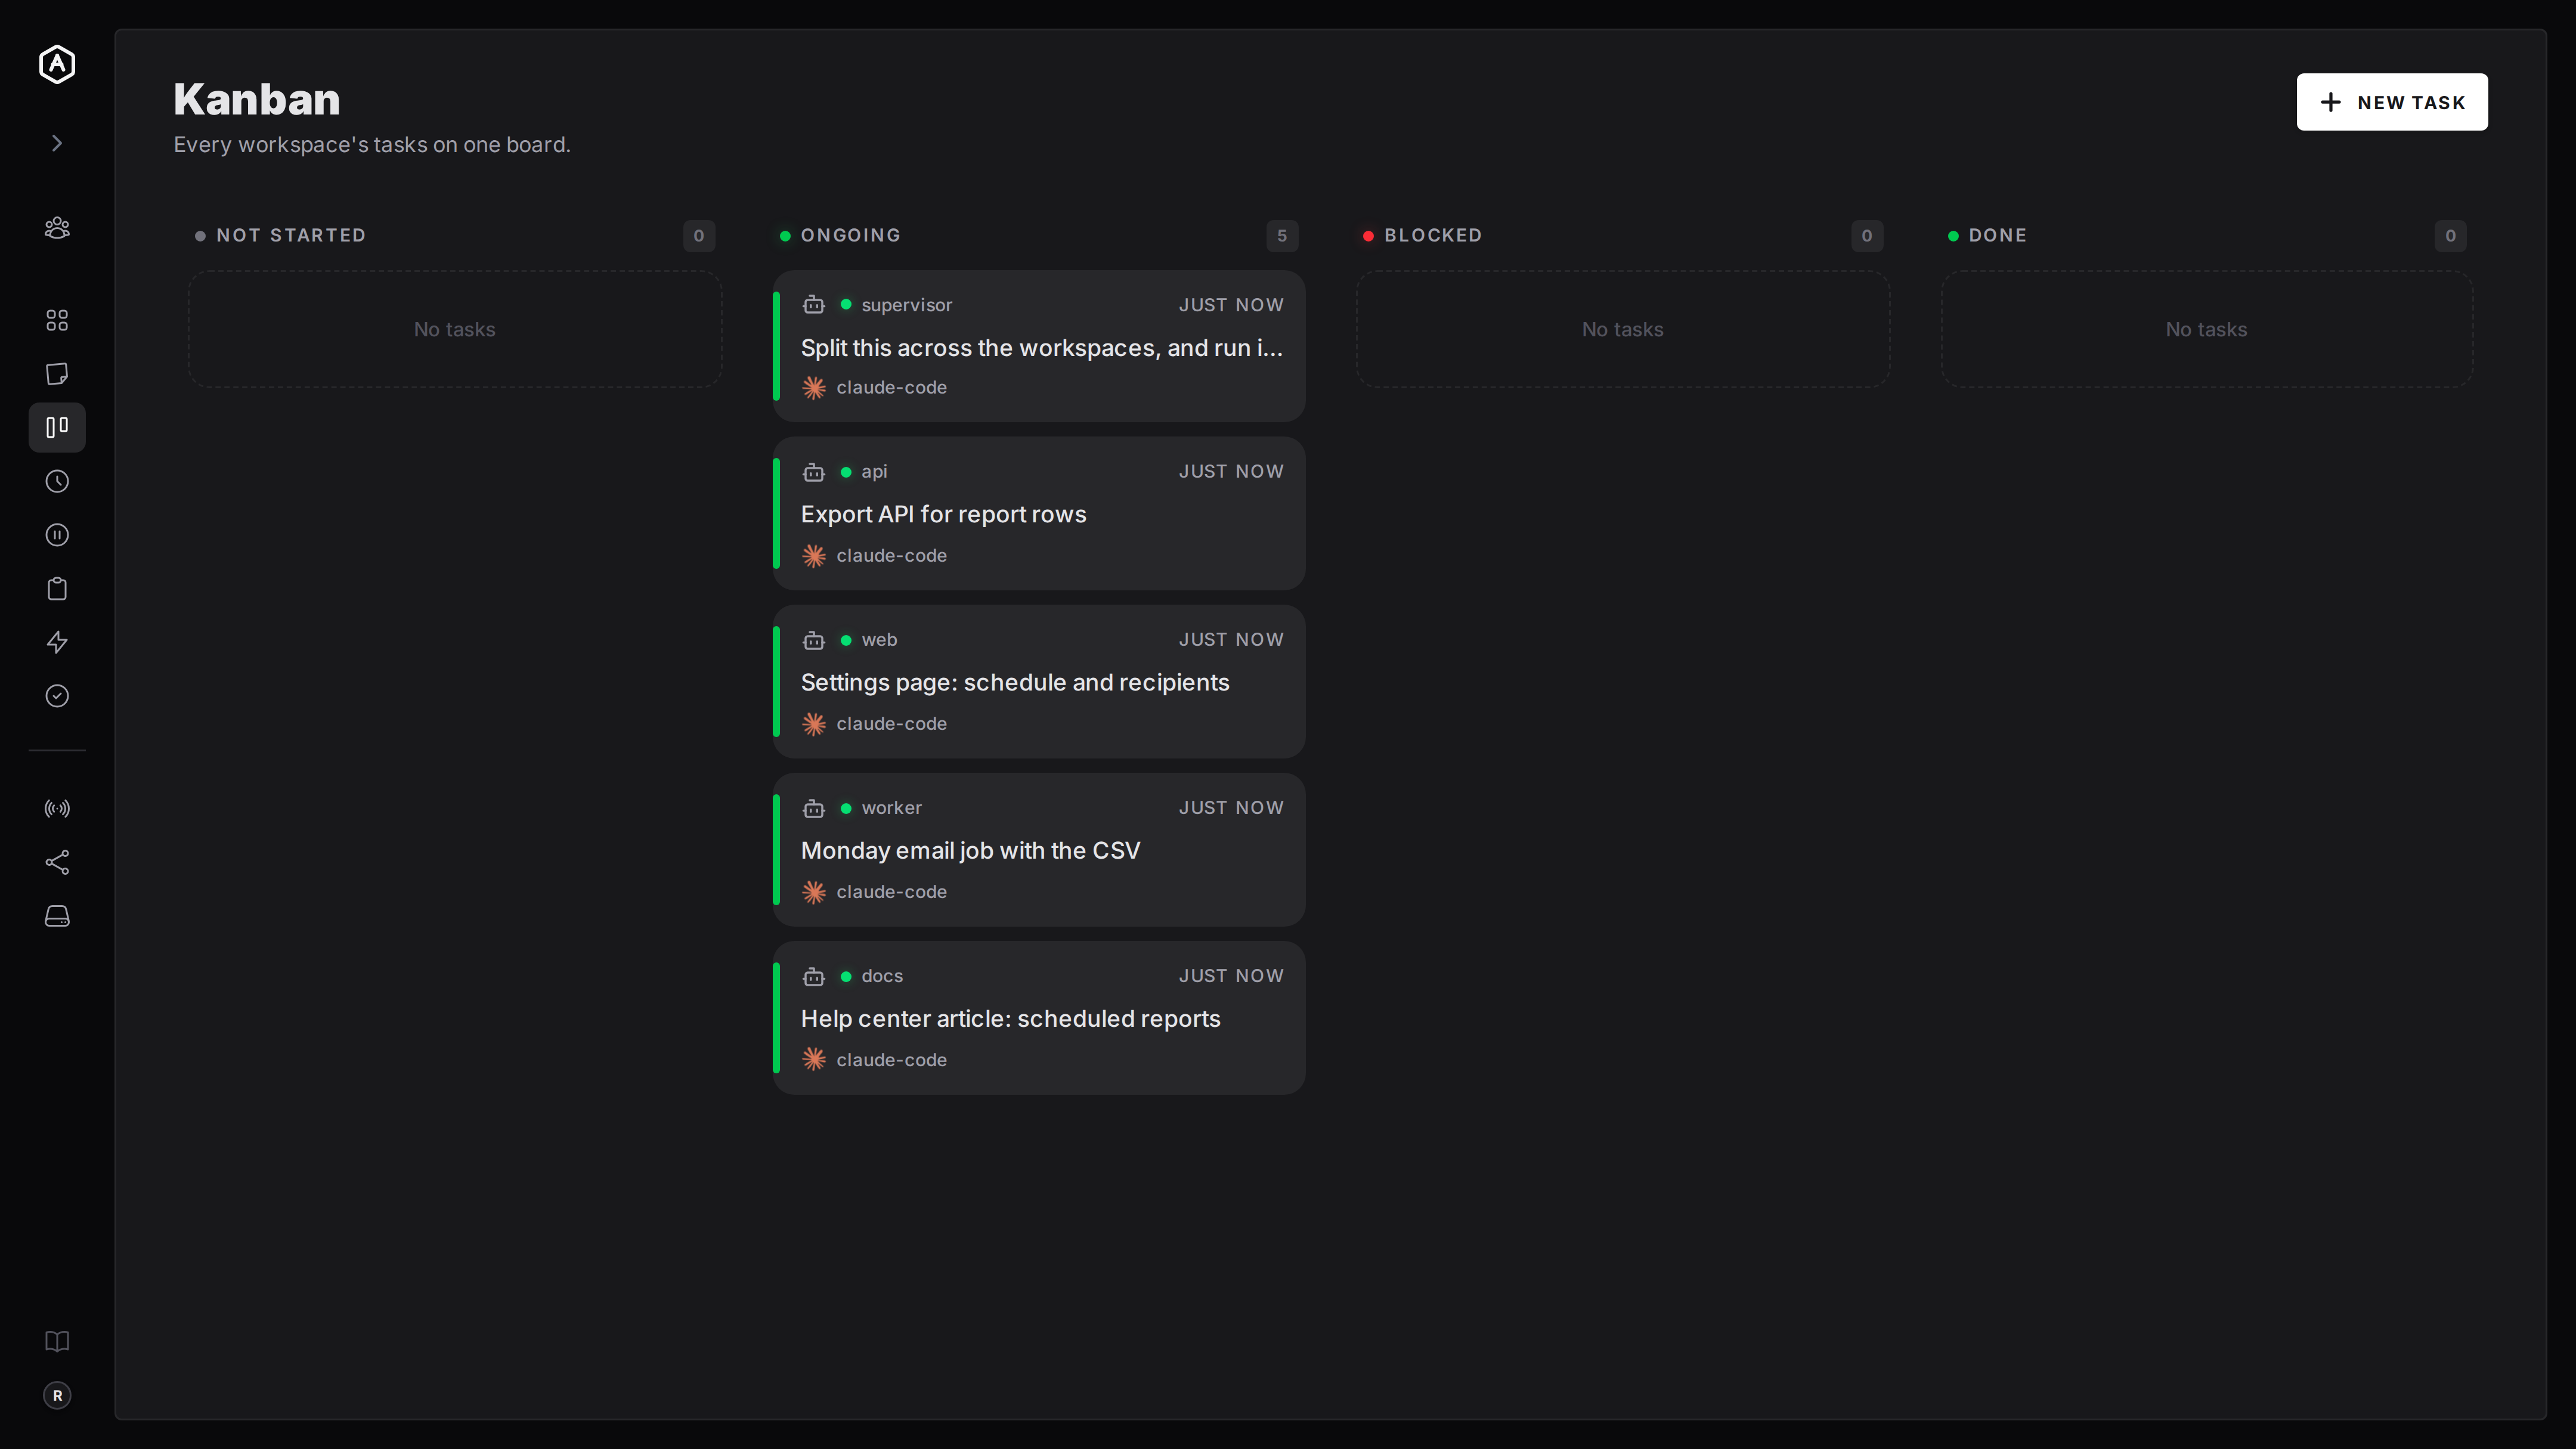 Kanban
Every workspace's tasks on one board.
NEW TASK
NOT STARTED 0
No tasks
ONGOING 5
supervisor JUST NOW
Split this across the workspaces, and run i...
claude-code
api JUST NOW
Export API for report rows
claude-code
web JUST NOW
Settings page: schedule and recipients
claude-code
worker JUST NOW
Monday email job with the CSV
claude-code
docs JUST NOW
Help center article: scheduled reports
claude-code
BLOCKED 0
No tasks
DONE 0
No tasks
A
R